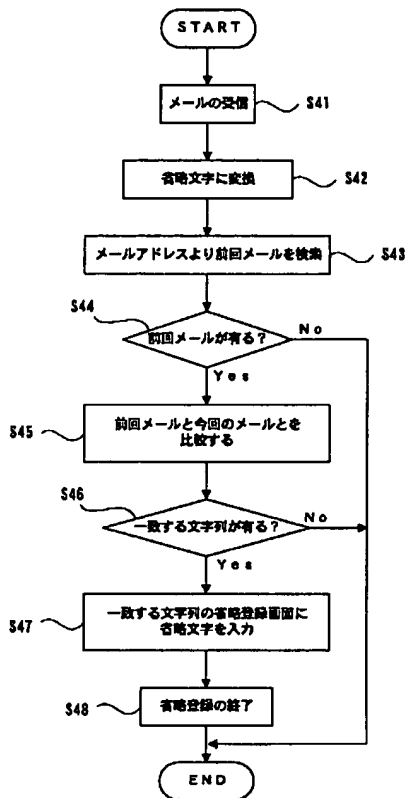 START
メールの受信
S41
省略文字に変換
S42
メールアドレスより前回メールを検索
S43
S44
前回メールが有る？
No
Yes
前回メールと今回のメールとを
比較する
S45
S46
一致する文字列が有る？
No
Yes
一致する文字列の省略登録画面に
省略文字を入力
S47
省略登録の終了
S48
END